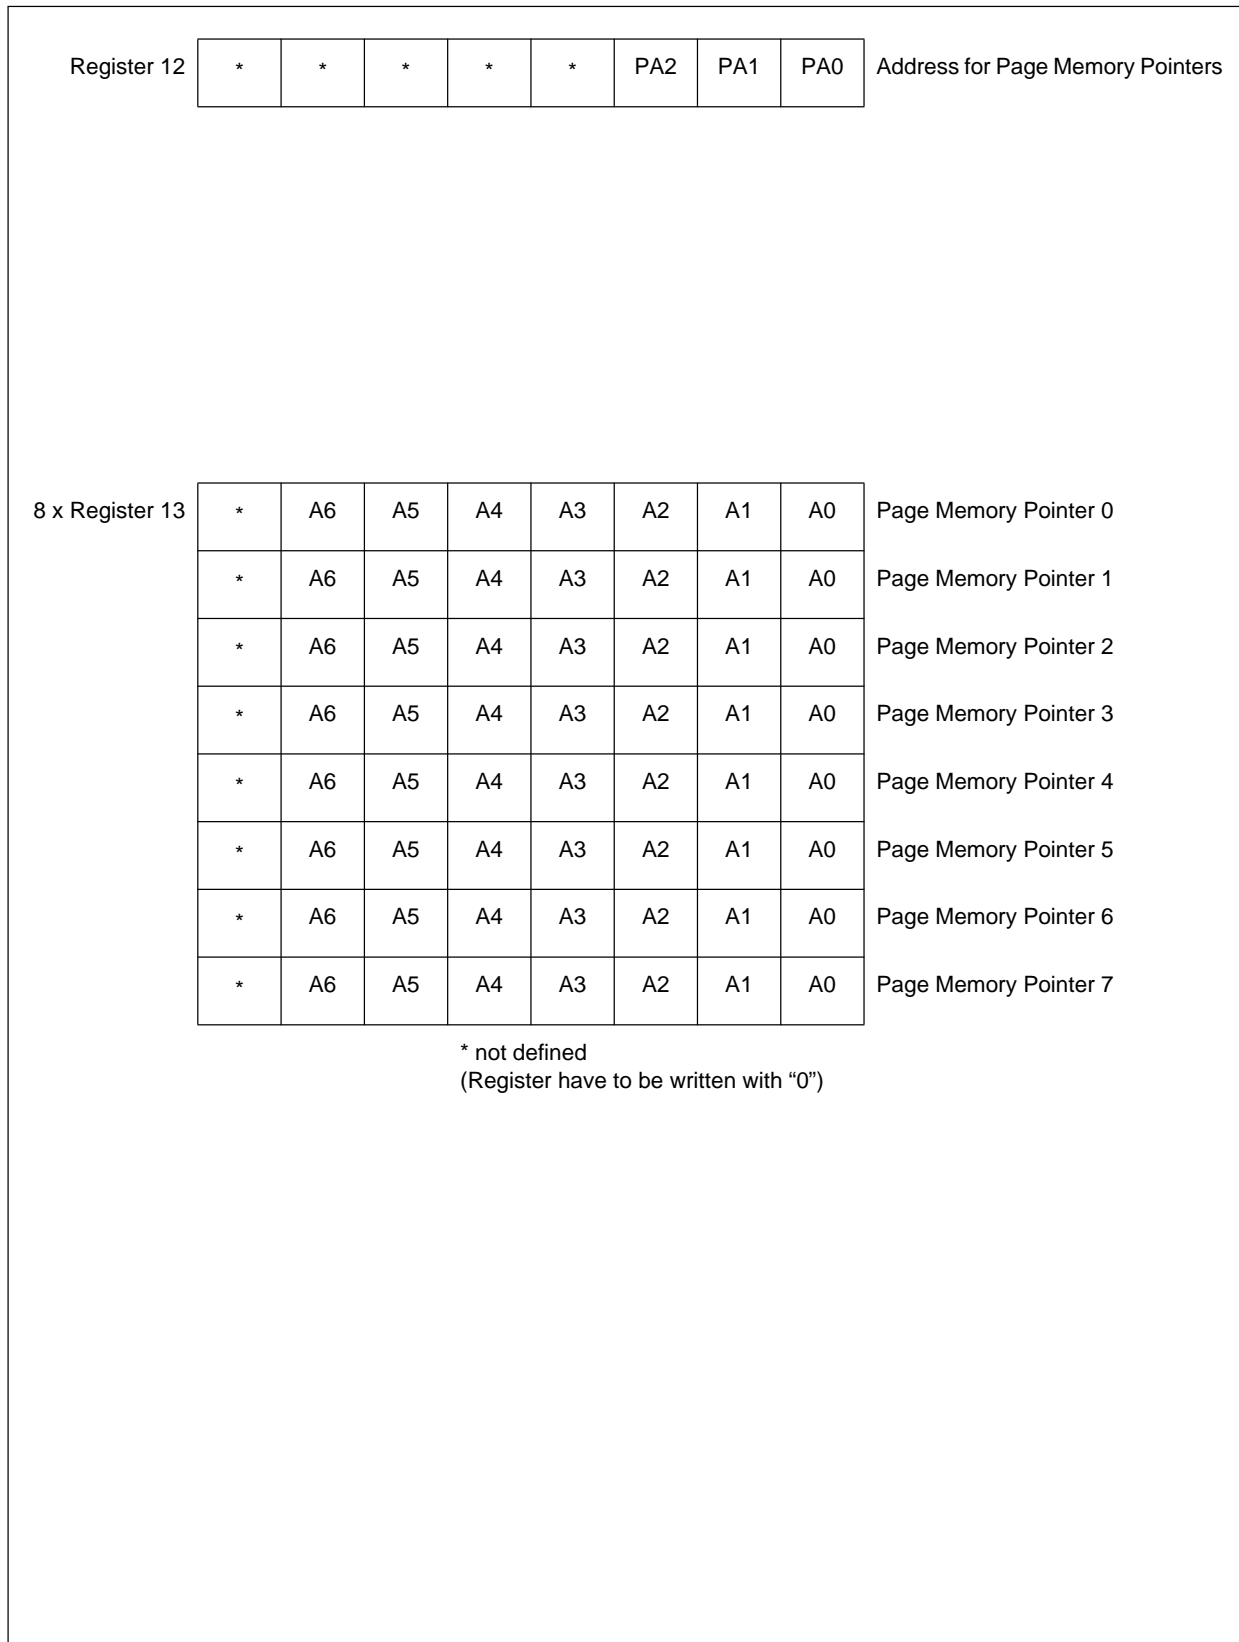 Register 12 * * * * * PA2 PA1 PA0 Address for Page Memory Pointers
8 x Register 13 * A6 A5 A4 A3 A2 A1 A0 Page Memory Pointer 0
* A6 A5 A4 A3 A2 A1 A0 Page Memory Pointer 1
* A6 A5 A4 A3 A2 A1 A0 Page Memory Pointer 2
* A6 A5 A4 A3 A2 A1 A0 Page Memory Pointer 3
* A6 A5 A4 A3 A2 A1 A0 Page Memory Pointer 4
* A6 A5 A4 A3 A2 A1 A0 Page Memory Pointer 5
* A6 A5 A4 A3 A2 A1 A0 Page Memory Pointer 6
* A6 A5 A4 A3 A2 A1 A0 Page Memory Pointer 7
* not defined
(Register have to be written with “0”)